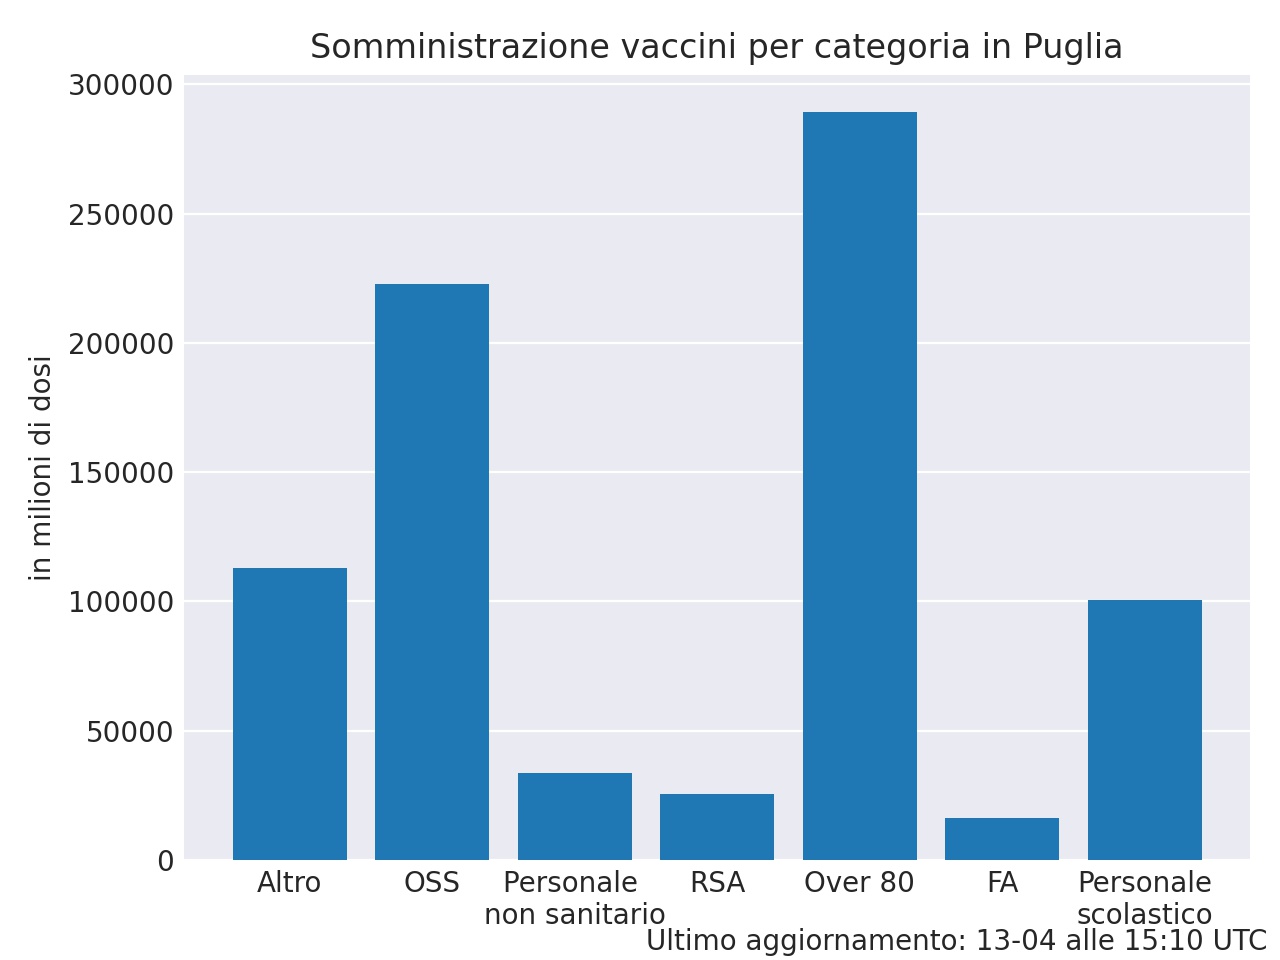 Somministrazione vaccini per categoria in Puglia
300000
250000
200000
150000
100000
50000
0
in milioni di dosi
Altro
OSS
Personale
non sanitario
RSA
Over 80
FA
Personale
scolastico
Ultimo aggiornamento: 13-04 alle 15:10 UTC